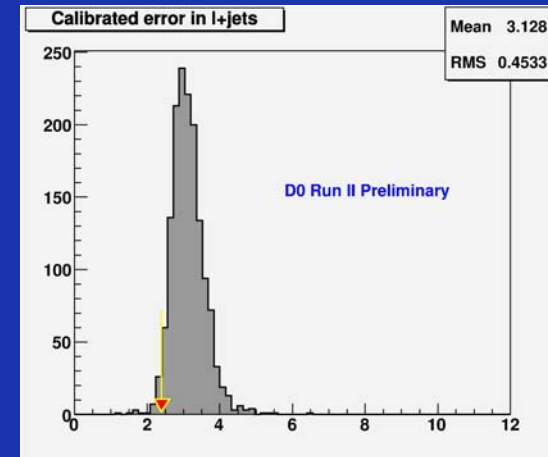 Calibrated error in l+jets
Mean 3.128
RMS 0.4533
250
200
150
100
50
0
D0 Run II Preliminary
0 2 4 6 8 10 12